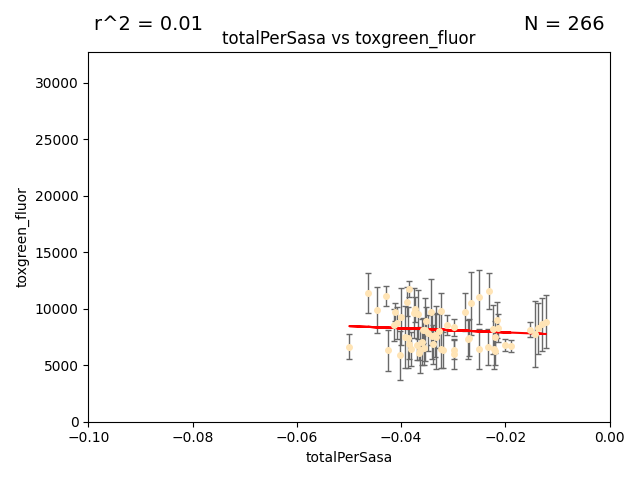 r^2 = 0.01
N = 266
totalPerSasa vs toxgreen_fluor
30000
25000
20000
15000
10000
5000
0
toxgreen_fluor
−0.10
−0.08
−0.06
−0.04
−0.02
0.00
totalPerSasa